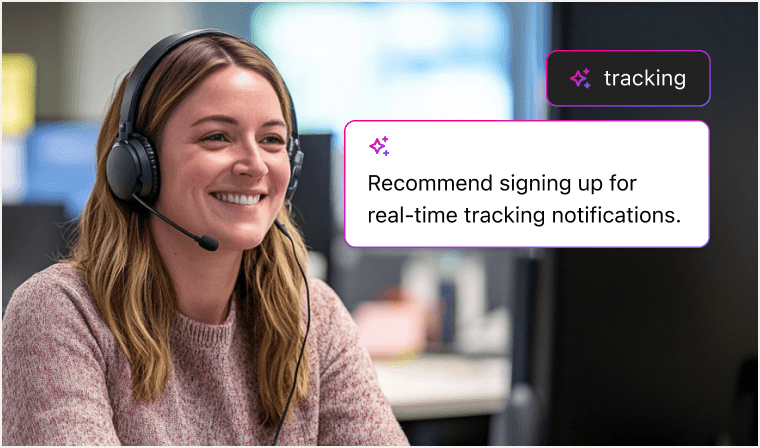 tracking
Recommend signing up for
real-time tracking notifications.